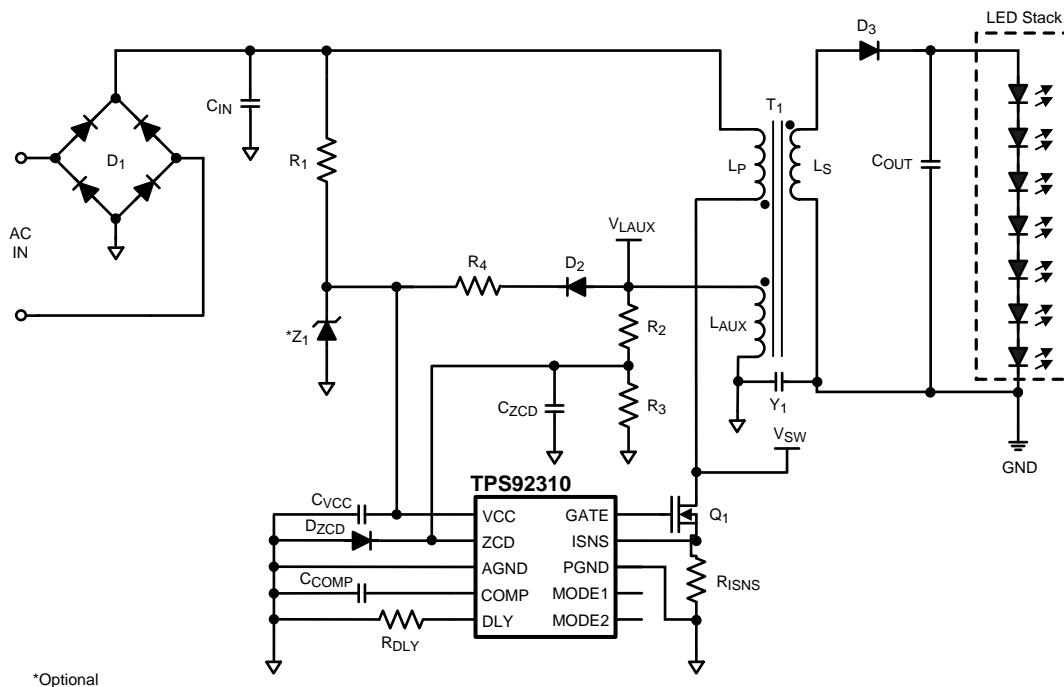 LED Stack
D3
T1
CIN
D1
R1
LP
LS
COUT
VLAUX
AC
IN
R4
D2
R2
LAUX
*Z1
CZCD
R3
Y1
VSW
GND
TPS92310
CVCC
VCC
GATE
Q1
DZCD
ZCD
ISNS
AGND
PGND
RISNS
CCOMP
COMP
MODE1
DLY
MODE2
RDLY
*Optional